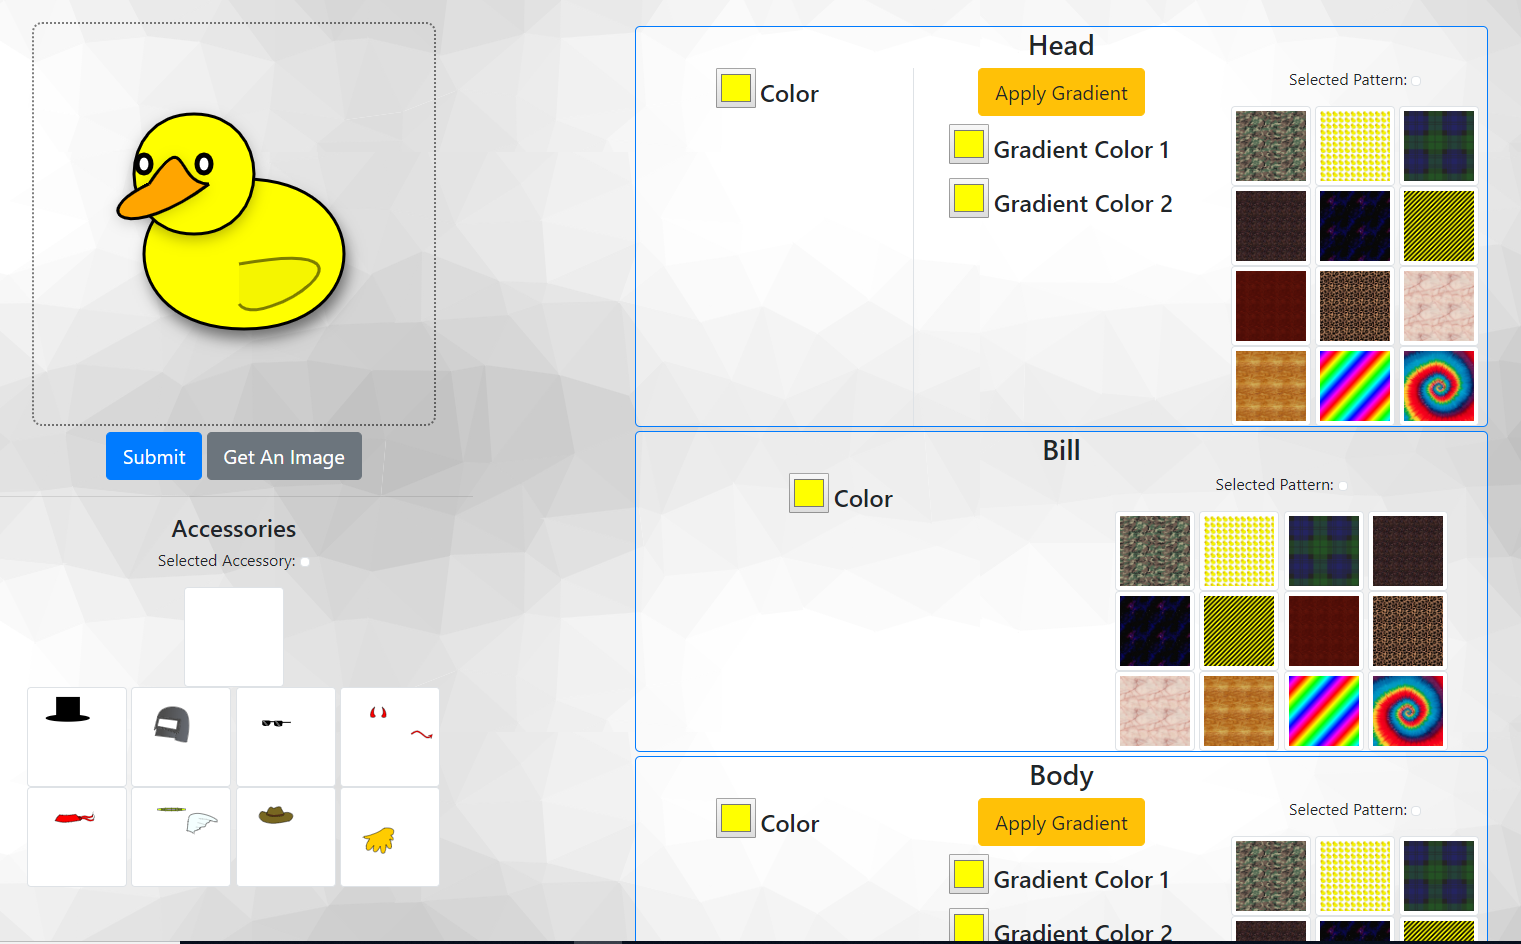 Head
Color
Apply Gradient
Gradient Color 1
Gradient Color 2
Selected Pattern:
Submit
Get An Image
Accessories
Selected Accessory:
Bill
Color
Selected Pattern:
Body
Color
Apply Gradient
Gradient Color 1
Gradient Color 2
Selected Pattern: